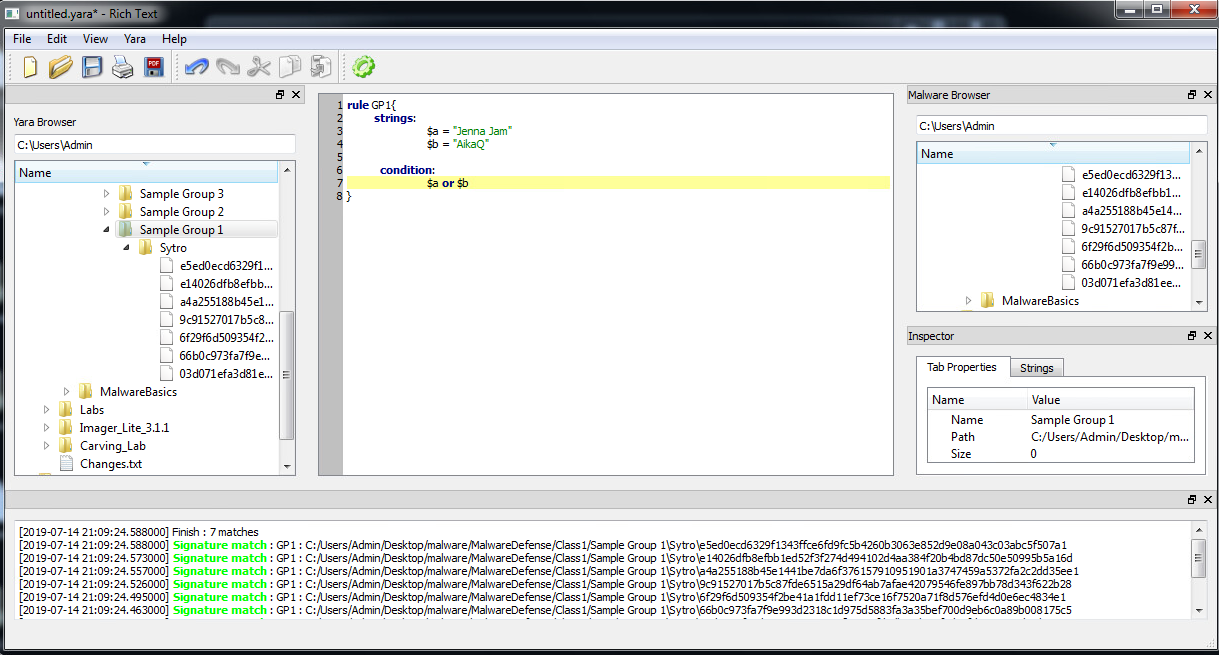 untitled.yara* - Rich Text
File Edit View Yara Help
PDF
Yara Browser
C:\Users\Admin
Name
Sample Group 3
Sample Group 2
Sample Group 1
Sytro
e5ed0ecd6329f1...
e14026dfb8efbb...
a4a255188b45e1...
9c91527017b5c8...
6f29f6d509354f2...
66b0c973fa7f9e...
03d071efa3d81e...
MalwareBasics
Labs
Imager_Lite_3.1.1
Carving_Lab
Changes.txt
1 rule GP1{
2 strings:
3 $a = "Jenna Jam"
4 $b = "AikaQ"
5
6 condition:
7 $a or $b
8 }
Malware Browser
C:\Users\Admin
Name
e5ed0ecd6329f13...
e14026dfb8efbb1...
a4a255188b45e14...
9c91527017b5c87f...
6f29f6d509354f2b...
66b0c973fa7f9e99...
03d071efa3d81ee...
MalwareBasics
Inspector
Tab Properties Strings
Name Value
Name Sample Group 1
Path C:/Users/Admin/Desktop/m...
Size 0
[2019-07-14 21:09:24.588000] Finish : 7 matches
[2019-07-14 21:09:24.588000] Signature match : GP1 : C:/Users/Admin/Desktop/malware/MalwareDefense/Class1/Sample Group 1\Sytro\e5ed0ecd6329f1343ffce6fd9fc5b4260b3063e852d9e08a043c03abc5f507a1
[2019-07-14 21:09:24.573000] Signature match : GP1 : C:/Users/Admin/Desktop/malware/MalwareDefense/Class1/Sample Group 1\Sytro\e14026dfb8efbb1ed52f3f274d494102d4aa384f20b4bd87dc50e50995b5a16d
[2019-07-14 21:09:24.557000] Signature match : GP1 : C:/Users/Admin/Desktop/malware/MalwareDefense/Class1/Sample Group 1\Sytro\a4a255188b45e1441be7da6f376157910951901a3747459a5372fa2c2dd35ee1
[2019-07-14 21:09:24.526000] Signature match : GP1 : C:/Users/Admin/Desktop/malware/MalwareDefense/Class1/Sample Group 1\Sytro\9c91527017b5c87fde6515a29df64ab7afae42079546fe897bb78d343f622b28
[2019-07-14 21:09:24.495000] Signature match : GP1 : C:/Users/Admin/Desktop/malware/MalwareDefense/Class1/Sample Group 1\Sytro\6f29f6d509354f2be41a1fdd11ef73ce16f7520a71f8d576efd4d0e6ec4834e1
[2019-07-14 21:09:24.463000] Signature match : GP1 : C:/Users/Admin/Desktop/malware/MalwareDefense/Class1/Sample Group 1\Sytro\66b0c973fa7f9e993d2318c1d975d5883fa3a35bef700d9eb6c0a89b008175c5